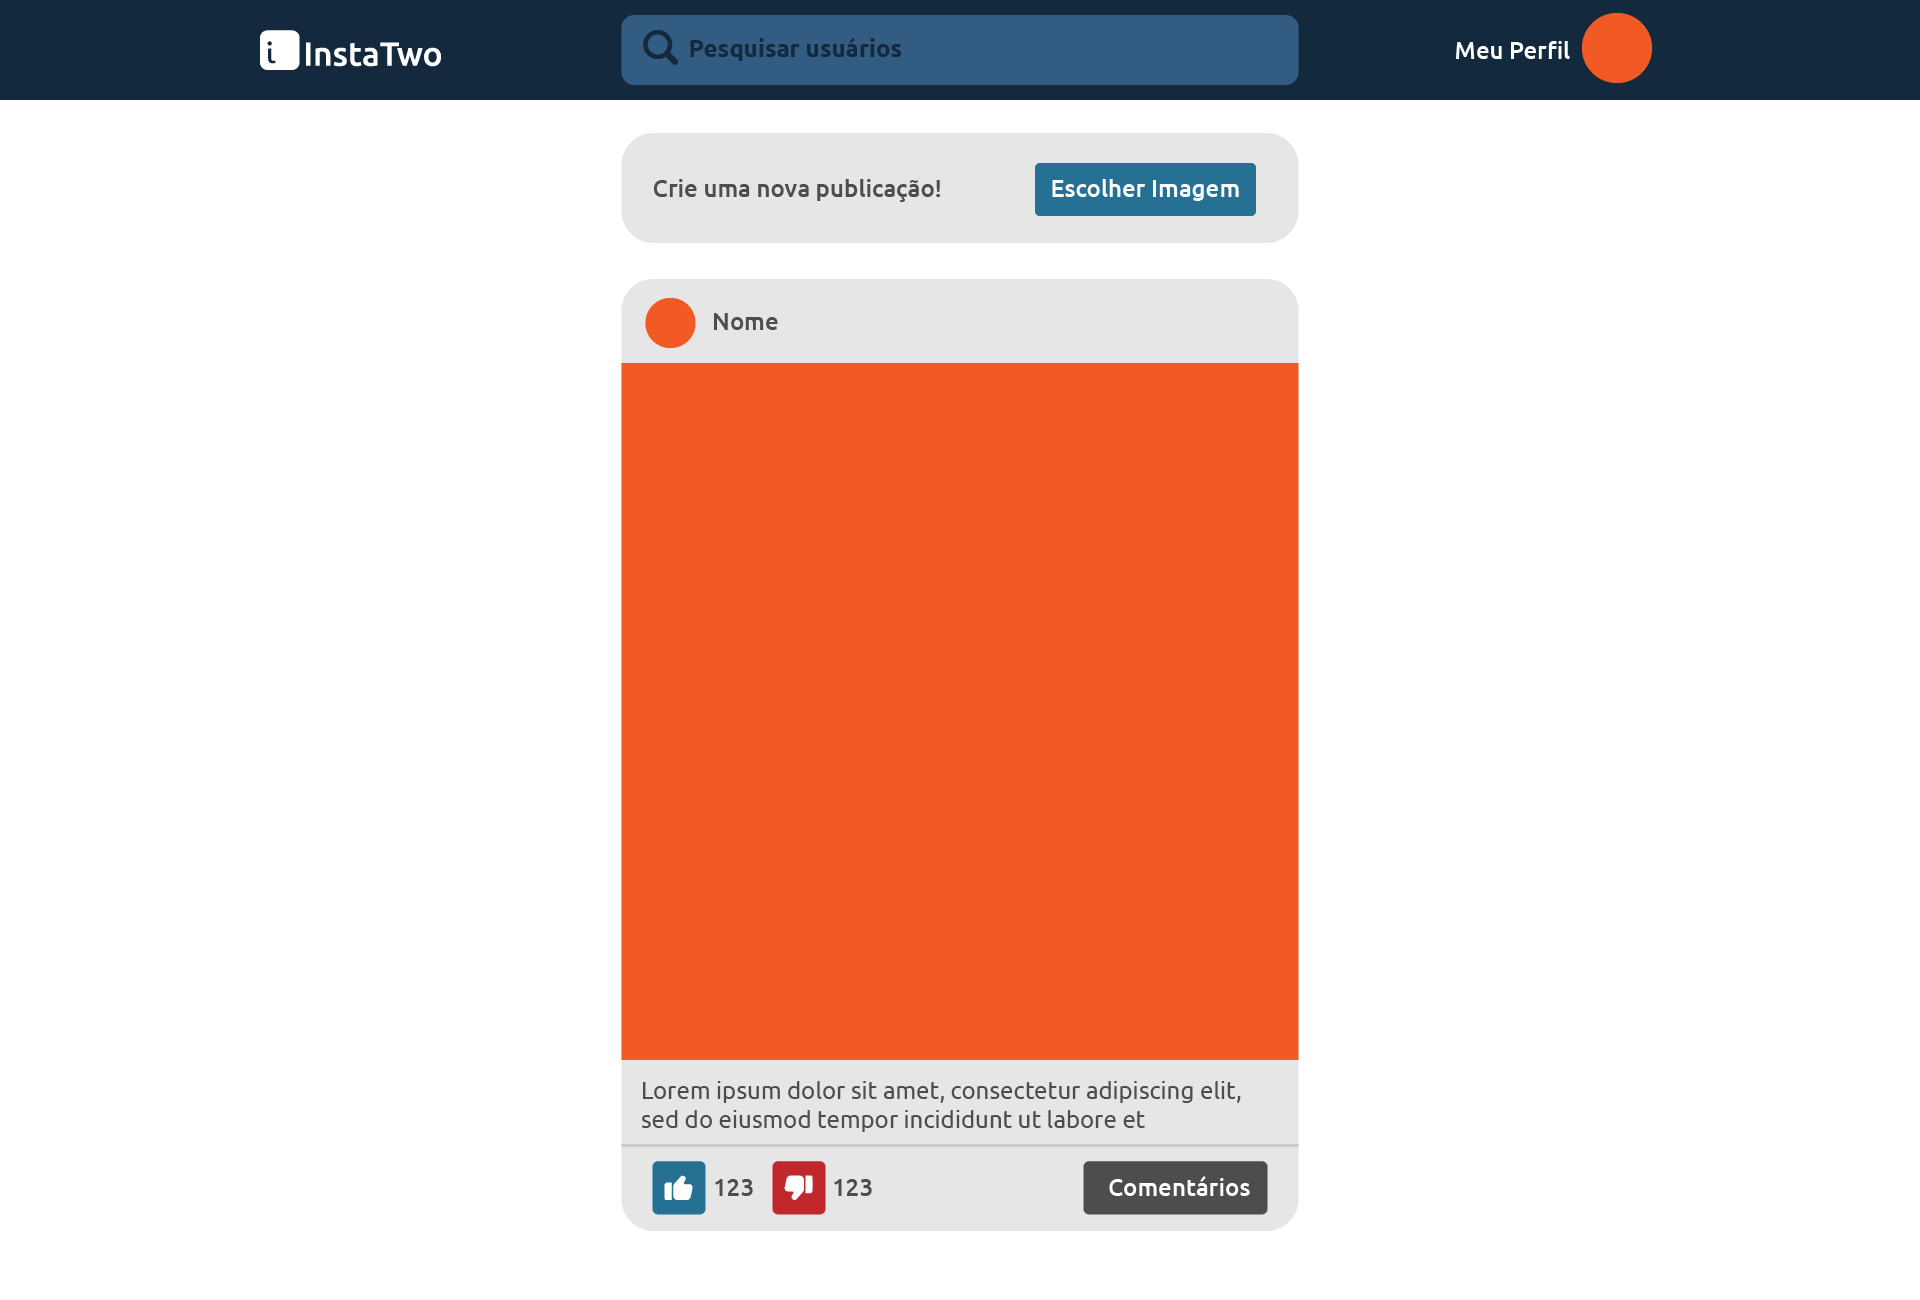 i InstaTwo
Pesquisar usuários
Meu Perfil
Crie uma nova publicação!
Escolher Imagem
Nome
Lorem ipsum dolor sit amet, consectetur adipiscing elit,
sed do eiusmod tempor incididunt ut labore et
123
123
Comentários